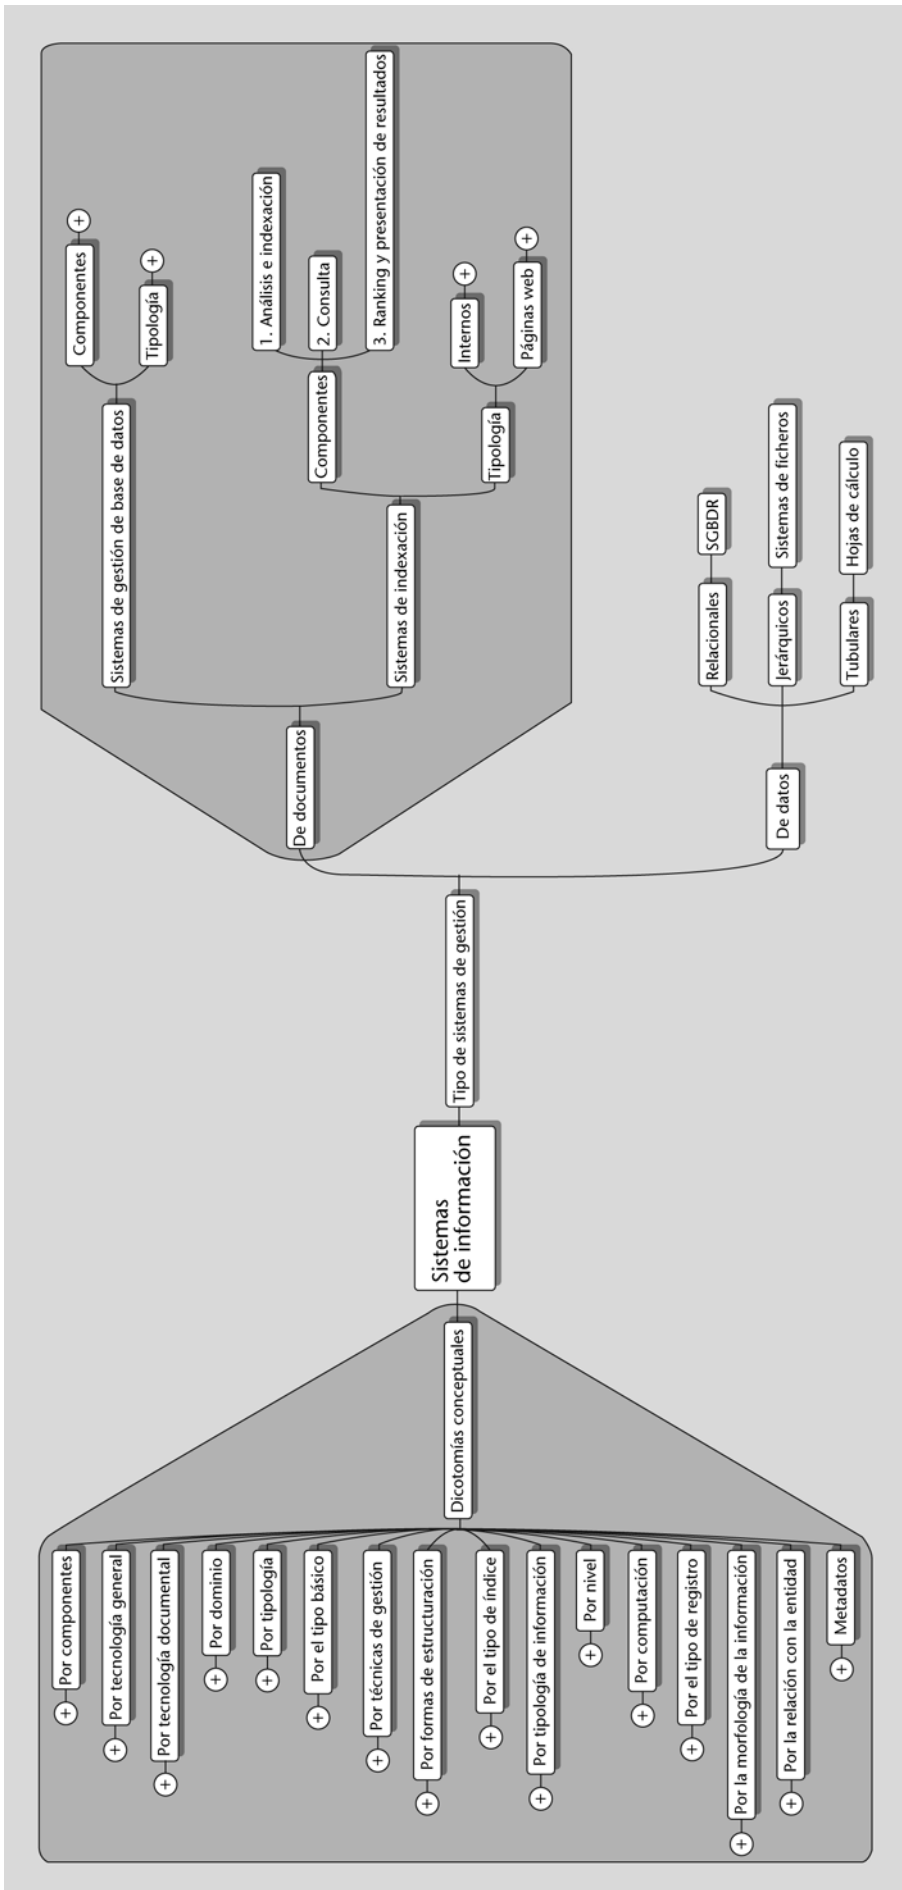 Componentes
+
Tipología
+
Sistemas de gestión de base de datos
1. Análisis e indexación
2. Consulta
3. Ranking y presentación de resultados
Componentes
Internos
+
Páginas web
+
Tipología
Sistemas de indexación
De documentos
Relacionales
SGBDR
Jerárquicos
Sistemas de ficheros
Tubulares
Hojas de cálculo
De datos
Tipo de sistemas de gestión
Sistemas
de información
Dicotomías conceptuales
Por componentes
+
Por tecnología general
+
Por tecnología documental
+
Por dominio
+
Por tipología
+
Por el tipo básico
+
Por técnicas de gestión
+
Por formas de estructuración
+
Por el tipo de índice
+
Por tipología de información
+
Por nivel
+
Por computación
+
Por el tipo de registro
+
Por la morfología de la información
+
Por la relación con la entidad
+
Metadatos
+